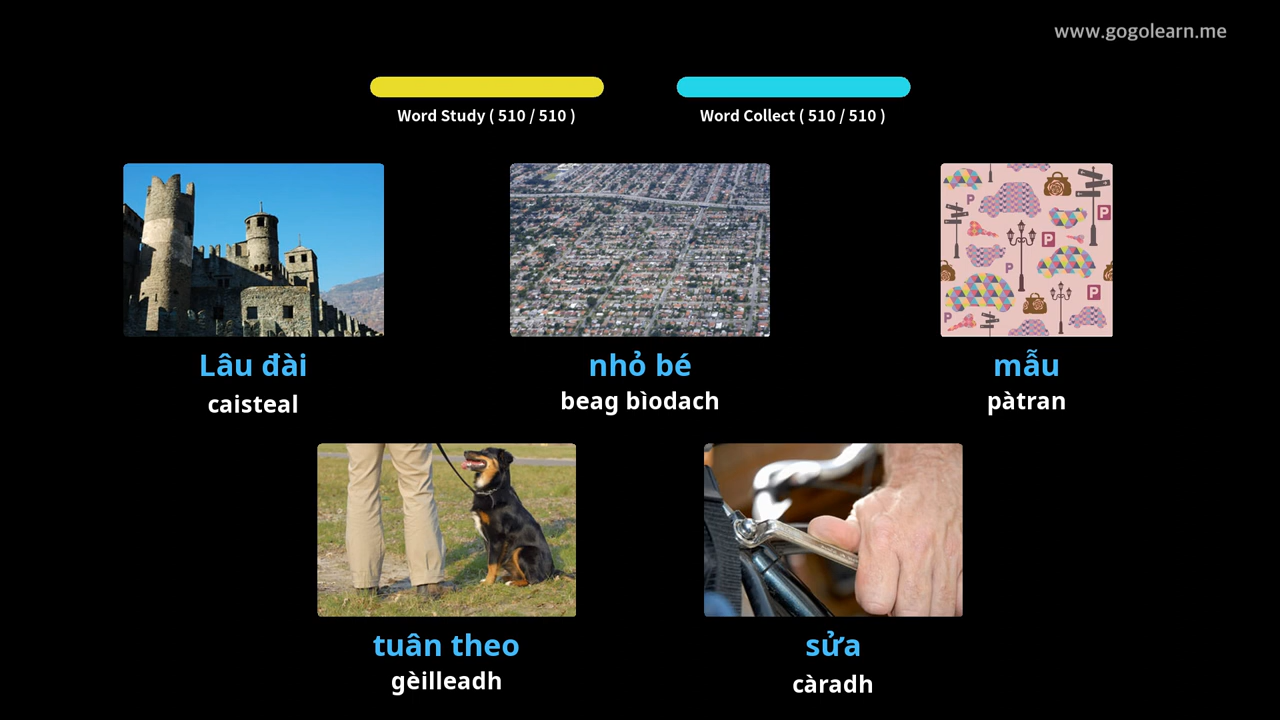 www.gogolearn.me
Word Study ( 510 / 510 )
Word Collect ( 510 / 510 )
Lâu đài
caisteal
nhỏ bé
beag bìodach
P
P
P
P
P
P
mẫu
pàtran
tuân theo
gèilleadh
sửa
càradh